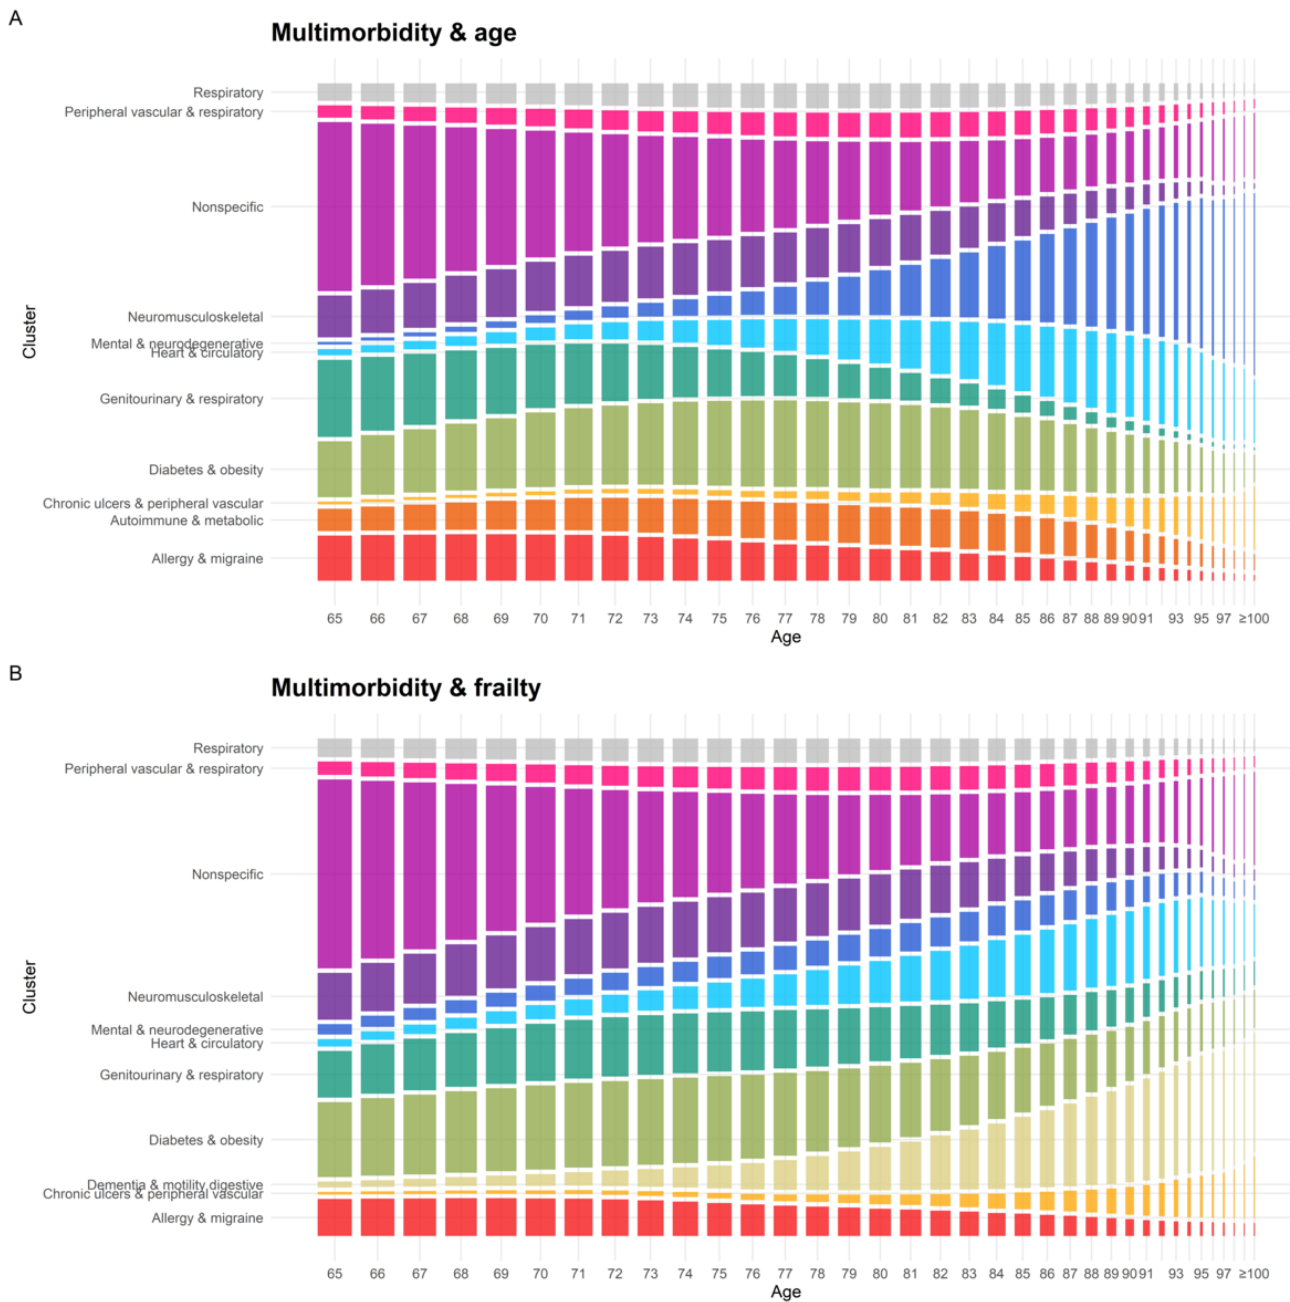 A
Multimorbidity & age
Respiratory
Peripheral vascular & respiratory
Nonspecific
Neuromusculoskeletal
Mental & neurodegenerative
Heart & circulatory
Genitourinary & respiratory
Diabetes & obesity
Chronic ulcers & peripheral vascular
Autoimmune & metabolic
Allergy & migraine
Cluster
65 66 67 68 69 70 71 72 73 74 75 76 77 78 79 80 81 82 83 84 85 86 87 88 89 90 91 93 95 97 ≥100
Age
B
Multimorbidity & frailty
Respiratory
Peripheral vascular & respiratory
Nonspecific
Neuromusculoskeletal
Mental & neurodegenerative
Heart & circulatory
Genitourinary & respiratory
Diabetes & obesity
Dementia & motility digestive
Chronic ulcers & peripheral vascular
Allergy & migraine
Cluster
65 66 67 68 69 70 71 72 73 74 75 76 77 78 79 80 81 82 83 84 85 86 87 88 89 90 91 93 95 97 ≥100
Age